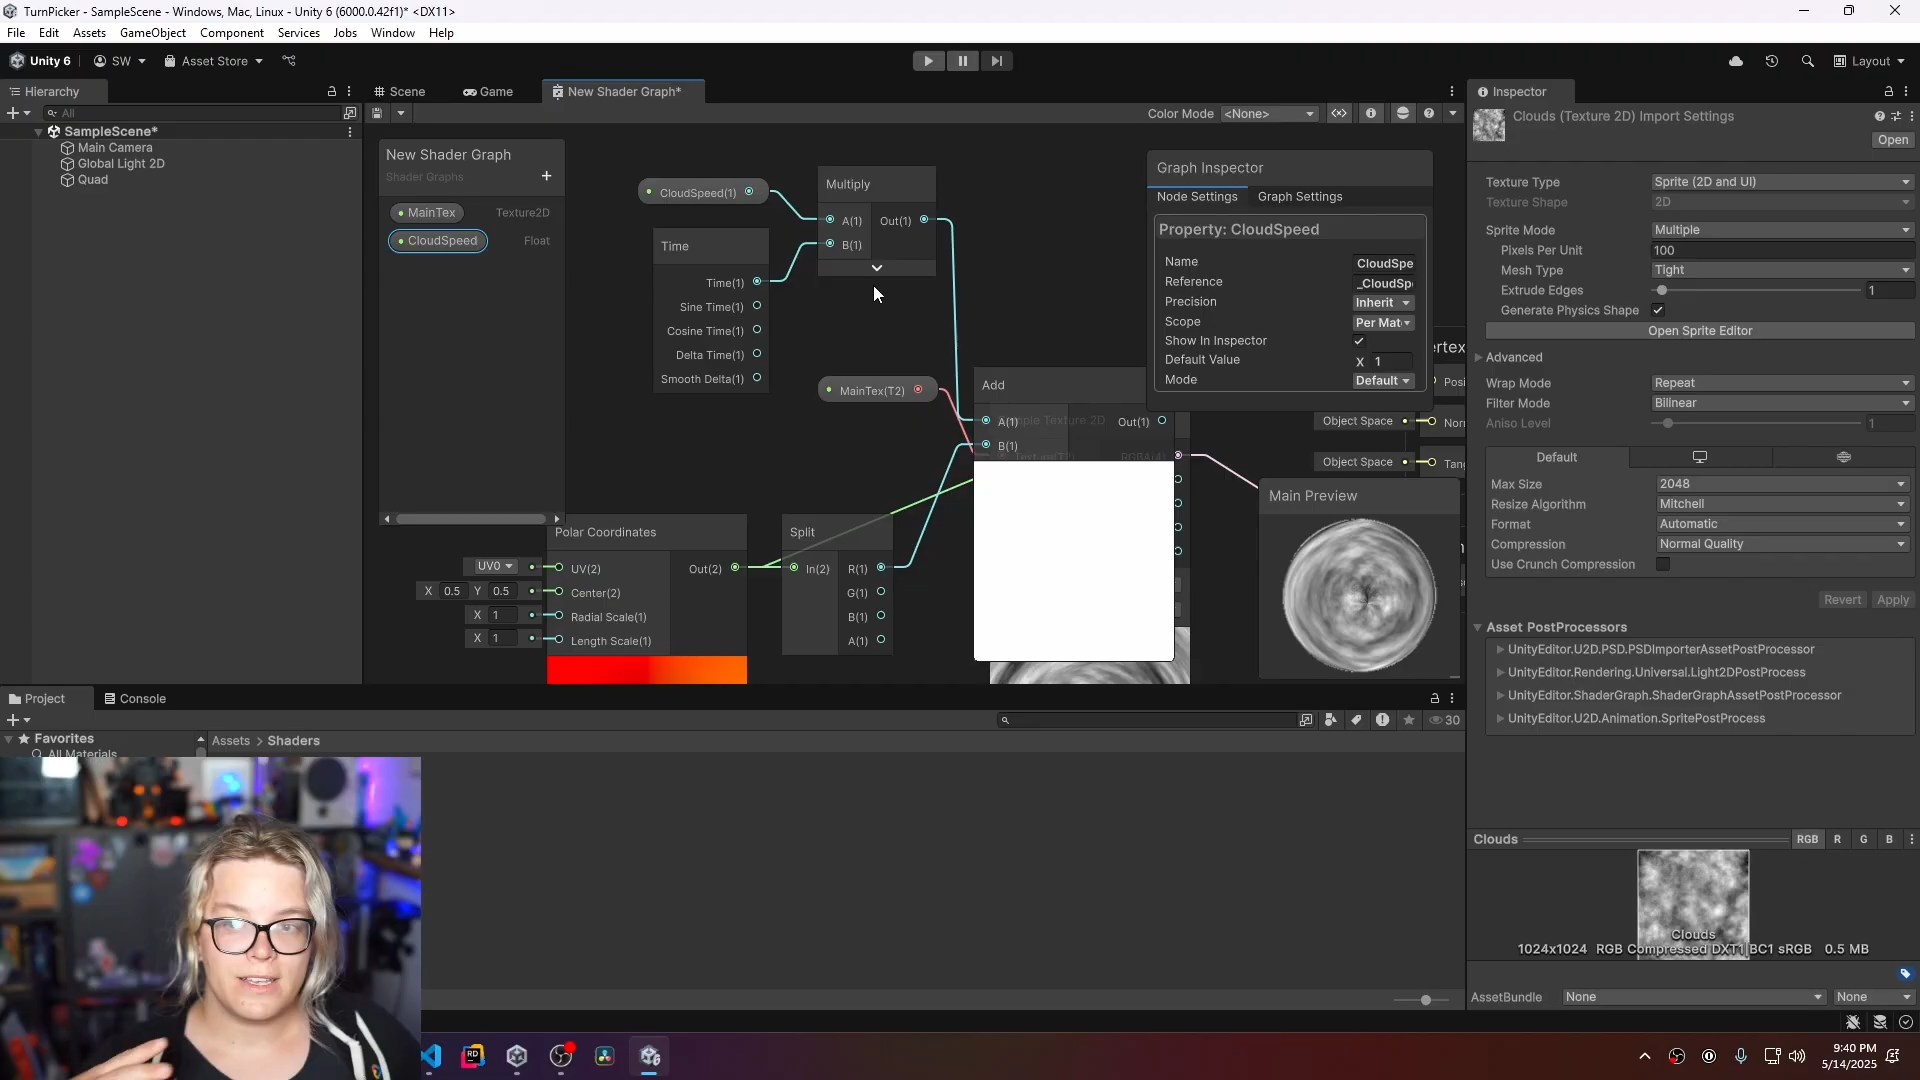 TurnPicker - SampleScene - Windows, Mac, Linux - Unity 6 (6000.0.42f1)* <DX11>
File Edit Assets GameObject Component Services Jobs Window Help
Unity 6 SW Asset Store Layout
Hierarchy
All
SampleScene*
Main Camera
Global Light 2D
Quad
Scene Game New Shader Graph*
Color Mode <None>
New Shader Graph
Shader Graphs
MainTex Texture2D
CloudSpeed Float
CloudSpeed(1)
Multiply
A(1) Out(1)
B(1)
Time
Time(1)
Sine Time(1)
Cosine Time(1)
Delta Time(1)
Smooth Delta(1)
MainTex(T2)
Add
A(1) Out(1)
B(1)
Polar Coordinates
UV0 UV(2) Out(2)
X 0.5 Y 0.5 Center(2)
X 1 Radial Scale(1)
X 1 Length Scale(1)
Split
In(2) R(1)
G(1)
B(1)
A(1)
Graph Inspector
Node Settings Graph Settings
Property: CloudSpeed
Name CloudSpe
Reference _CloudSp
Precision Inherit
Scope Per Mat
Show In Inspector
Default Value X 1
Mode Default
ertex
Posi
Object Space Nor
Object Space Tang
Main Preview
Inspector
Clouds (Texture 2D) Import Settings
Open
Texture Type Sprite (2D and UI)
Texture Shape 2D
Sprite Mode Multiple
Pixels Per Unit 100
Mesh Type Tight
Extrude Edges 1
Generate Physics Shape
Open Sprite Editor
Advanced
Wrap Mode Repeat
Filter Mode Bilinear
Aniso Level 1
Default
Max Size 2048
Resize Algorithm Mitchell
Format Automatic
Compression Normal Quality
Use Crunch Compression
Revert Apply
Asset PostProcessors
UnityEditor.U2D.PSD.PSDImporterAssetPostProcessor
UnityEditor.Rendering.Universal.Light2DPostProcess
UnityEditor.ShaderGraph.ShaderGraphAssetPostProcessor
UnityEditor.U2D.Animation.SpritePostProcess
Clouds RGB R G B
Clouds
1024x1024 RGB Compressed DXT1|BC1 sRGB 0.5 MB
AssetBundle None None
Project Console
30
Favorites
All Materials
Assets > Shaders
RD
9:40 PM
5/14/2025